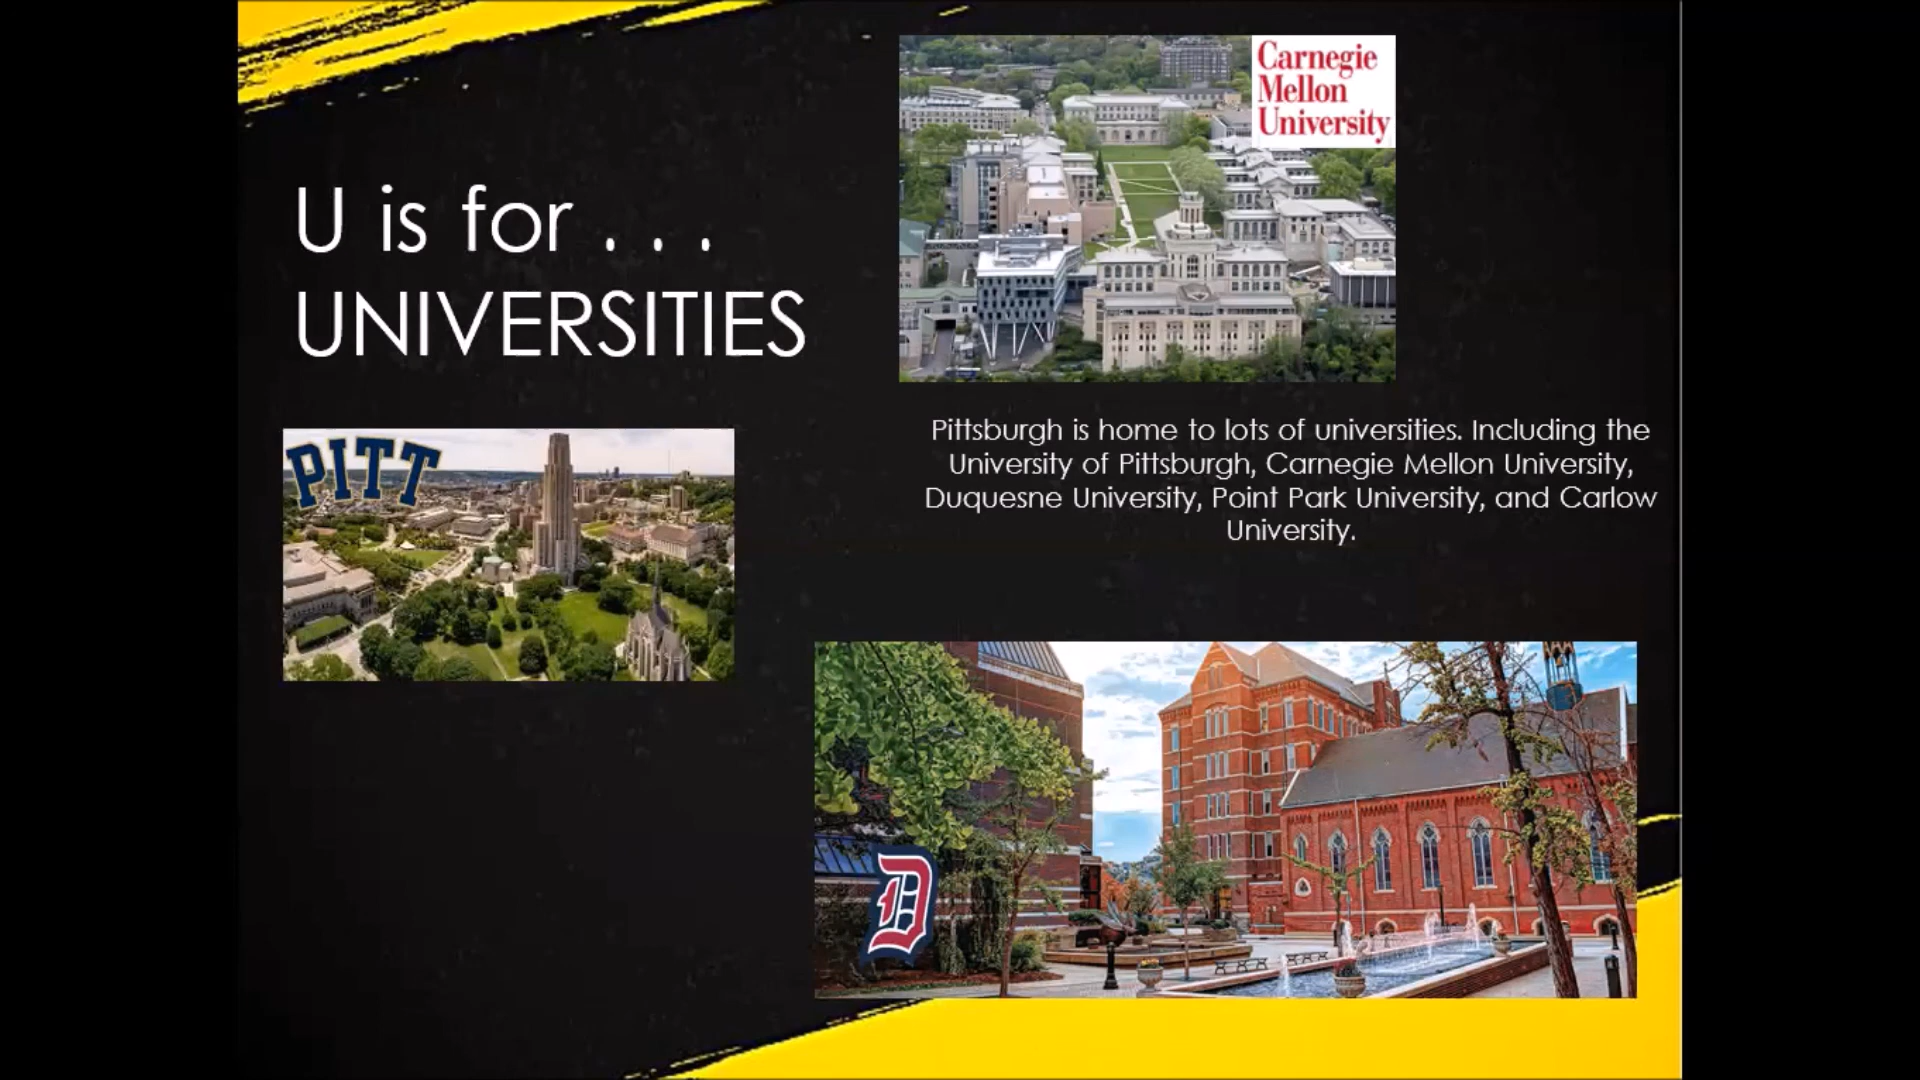 U is for . . .
UNIVERSITIES
Carnegie
Mellon
University
PITT
Pittsburgh is home to lots of universities. Including the
University of Pittsburgh, Carnegie Mellon University,
Duquesne University, Point Park University, and Carlow
University.
D